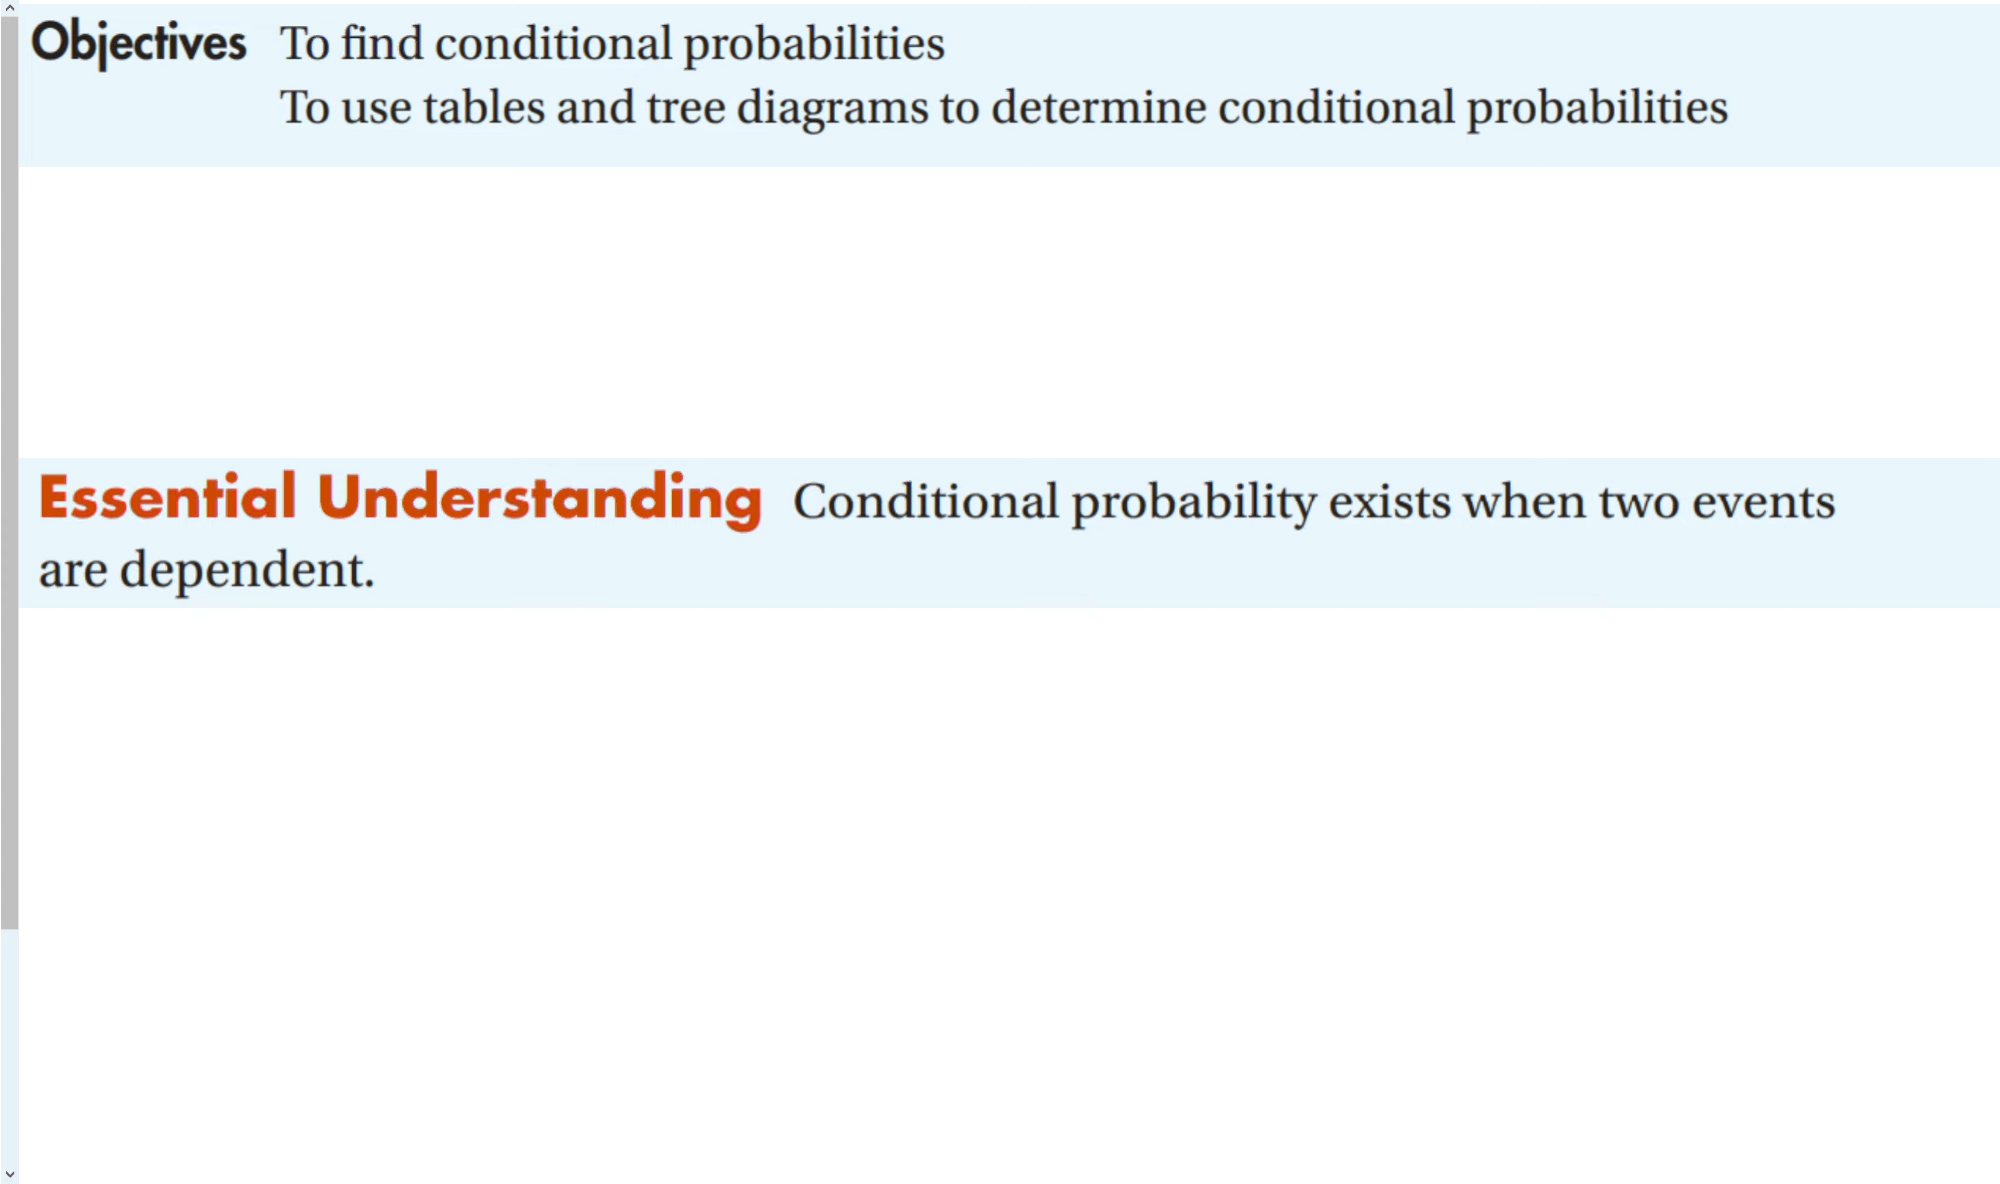 Objectives To find conditional probabilities
To use tables and tree diagrams to determine conditional probabilities
Essential Understanding Conditional probability exists when two events
are dependent.